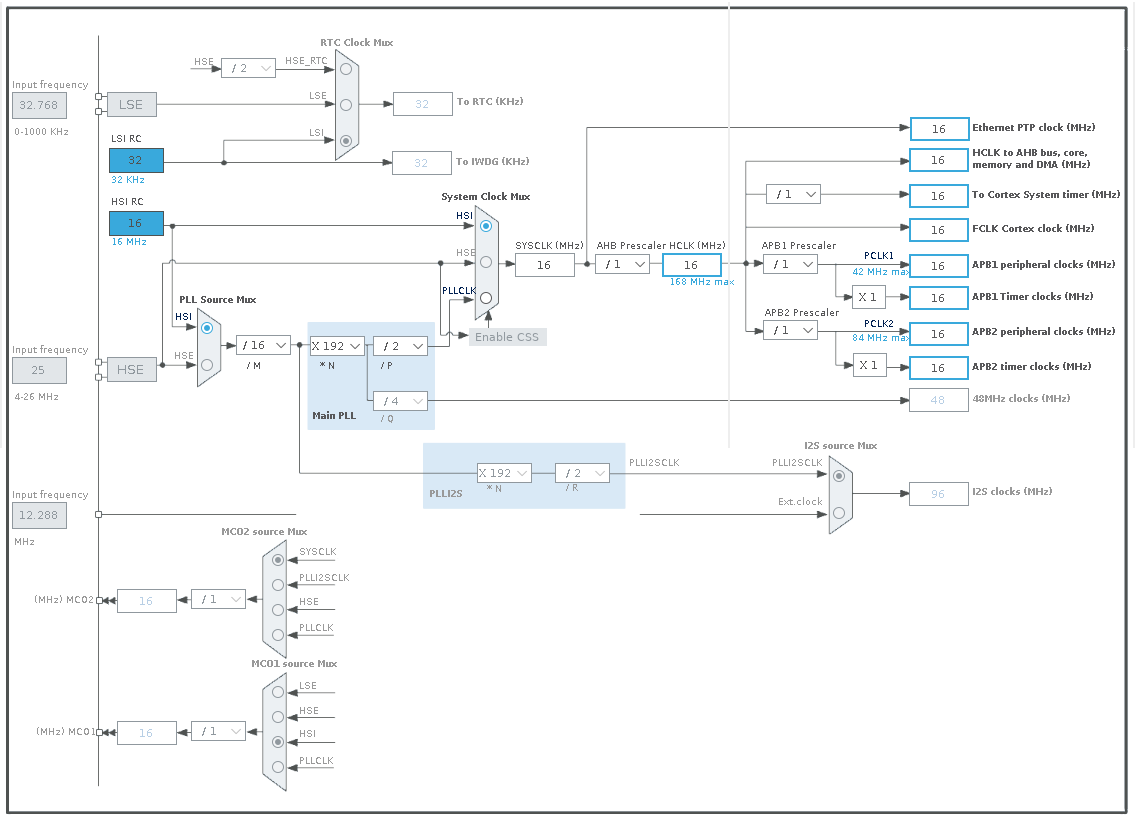 RTC Clock Mux
HSE
/ 2
HSE_RTC
Input frequency
32.768
0-1000 KHz
LSE
LSE
32
To RTC (KHz)
LSI
LSI RC
32
32 KHz
32
To IWDG (KHz)
HSI RC
16
16 MHz
System Clock Mux
HSI
HSE
PLLCLK
Enable CSS
SYSCLK (MHz)
16
AHB Prescaler
/ 1
HCLK (MHz)
16
168 MHz max
16
Ethernet PTP clock (MHz)
16
HCLK to AHB bus, core,
memory and DMA (MHz)
/ 1
16
To Cortex System timer (MHz)
16
FCLK Cortex clock (MHz)
APB1 Prescaler
/ 1
PCLK1
42 MHz max
16
APB1 peripheral clocks (MHz)
X 1
16
APB1 Timer clocks (MHz)
APB2 Prescaler
/ 1
PCLK2
84 MHz max
16
APB2 peripheral clocks (MHz)
X 1
16
APB2 timer clocks (MHz)
PLL Source Mux
HSI
HSE
Input frequency
25
4-26 MHz
HSE
/ 16
/ M
X 192
* N
/ 2
/ P
/ 4
/ Q
Main PLL
48
48MHz clocks (MHz)
X 192
* N
/ 2
/ R
PLLI2S
PLLI2SCLK
I2S source Mux
PLLI2SCLK
Ext.clock
96
I2S clocks (MHz)
Input frequency
12.288
MHz
MCO2 source Mux
SYSCLK
PLLI2SCLK
HSE
PLLCLK
(MHz) MCO2
16
/ 1
MCO1 source Mux
LSE
HSE
HSI
PLLCLK
(MHz) MCO1
16
/ 1